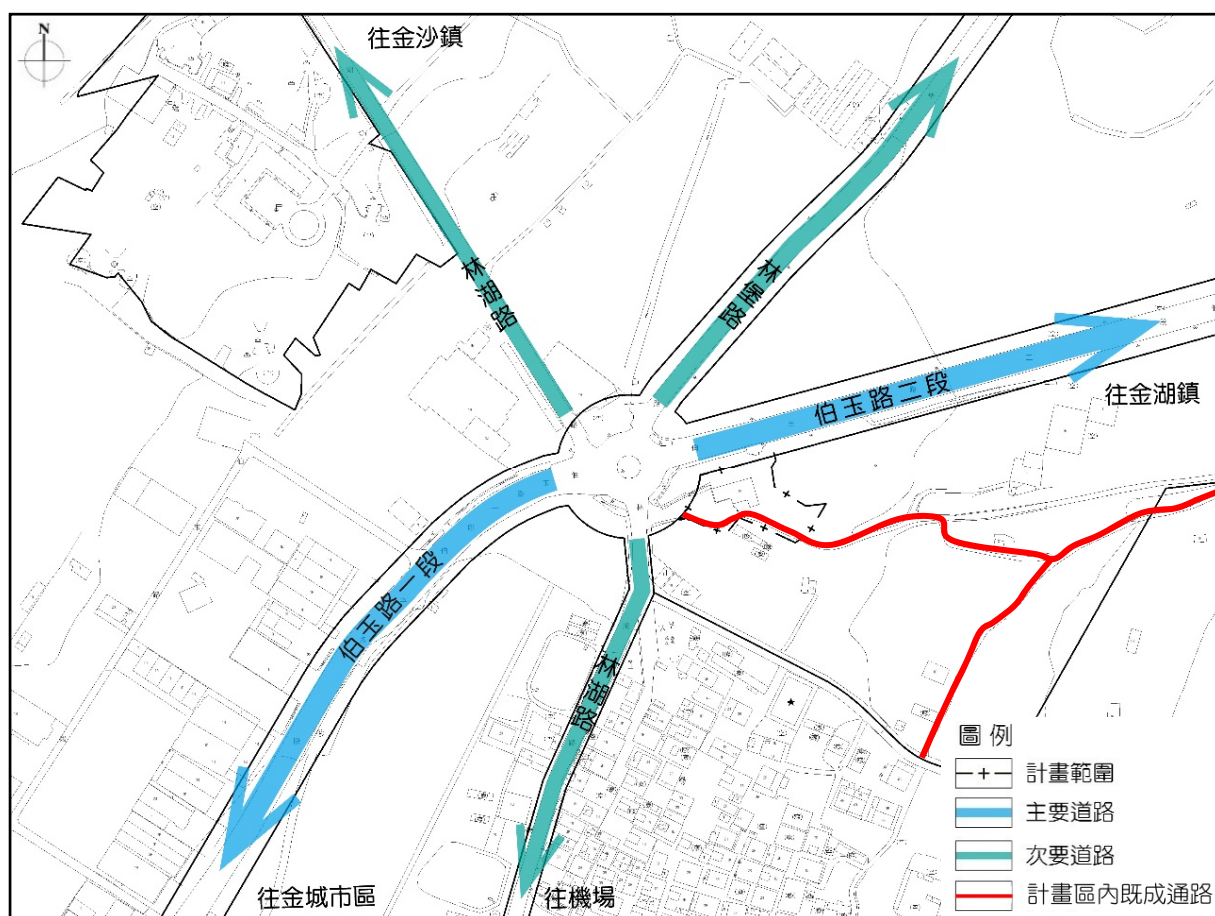 N
往金沙鎮
林湖路
林堡路
伯玉路二段
往金湖鎮
伯玉路一段
林湖路
往金城市區
往機場
圖例
計畫範圍
主要道路
次要道路
計畫區內既成通路